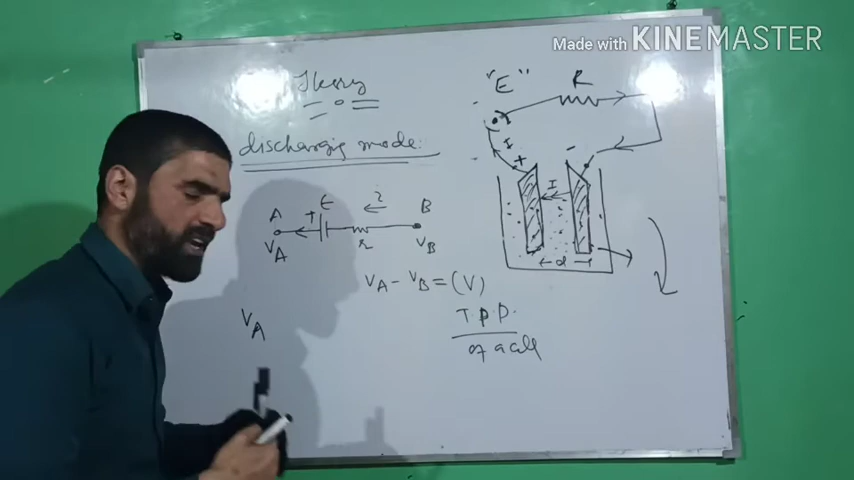 Made with KINEMASTER
Theory
discharging mode:
"E" R
+ I -
I
d
A + E i B
VA r VB
VA - VB = (V)
T.P.D.
of a cell
VA